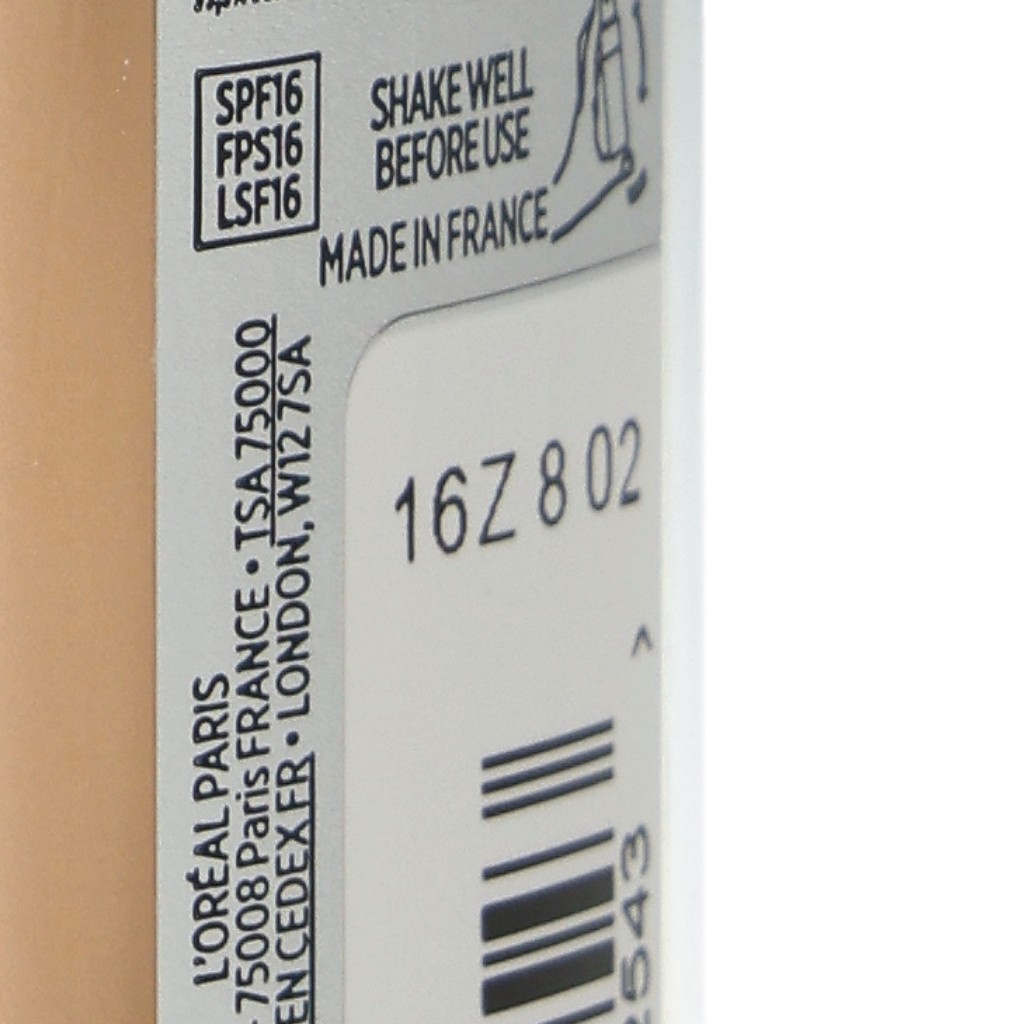 SPF16
FPS16
LSF16
SHAKE WELL
BEFORE USE
MADE IN FRANCE
L'ORÉAL PARIS
75008 Paris FRANCE • TSA 75000
EN CEDEX FR • LONDON, W12 7SA
16Z 8 02
>
2543